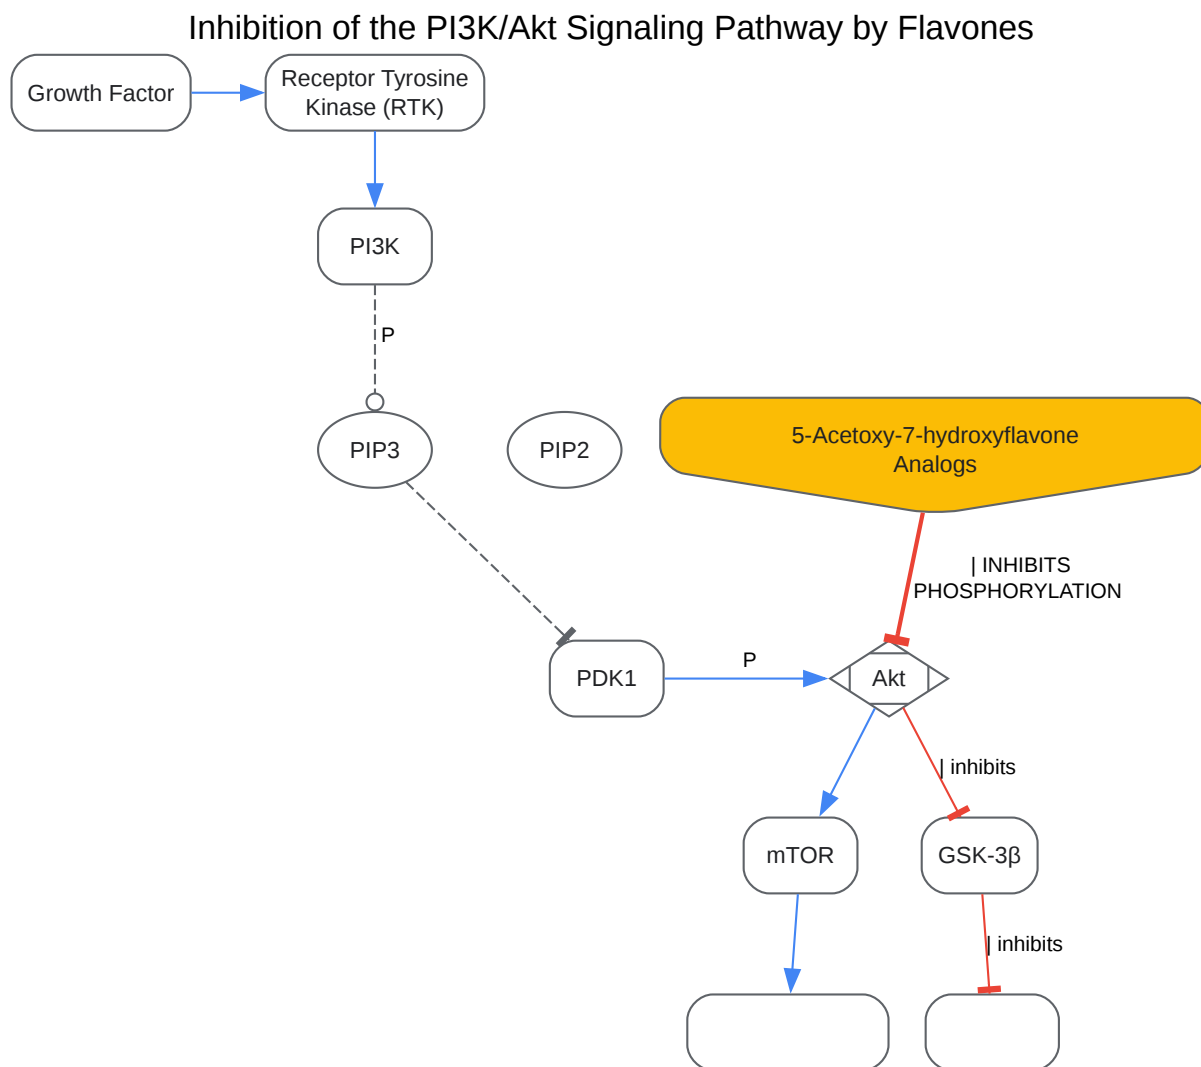 Inhibition of the PI3K/Akt Signaling Pathway by Flavones
Growth Factor
Receptor Tyrosine
Kinase (RTK)
PI3K
P
PIP3
PIP2
5-Acetoxy-7-hydroxyflavone
Analogs
| INHIBITS
PHOSPHORYLATION
PDK1
P
Akt
| inhibits
mTOR
GSK-3β
| inhibits